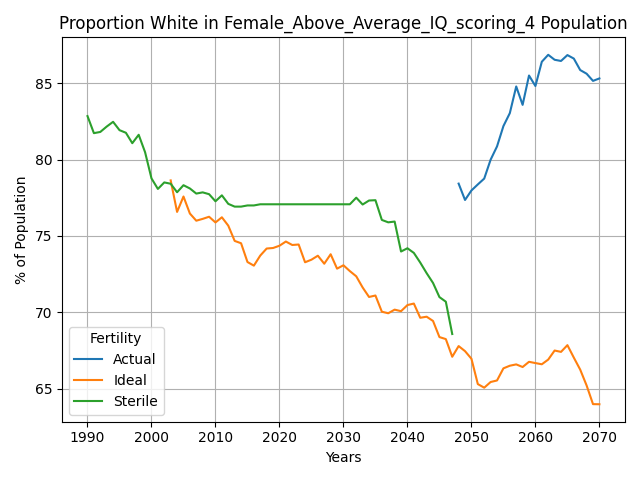 Proportion White in Female_Above_Average_IQ_scoring_4 Population
% of Population
85
80
75
70
65
Fertility
Actual
Ideal
Sterile
1990 2000 2010 2020 2030 2040 2050 2060 2070
Years